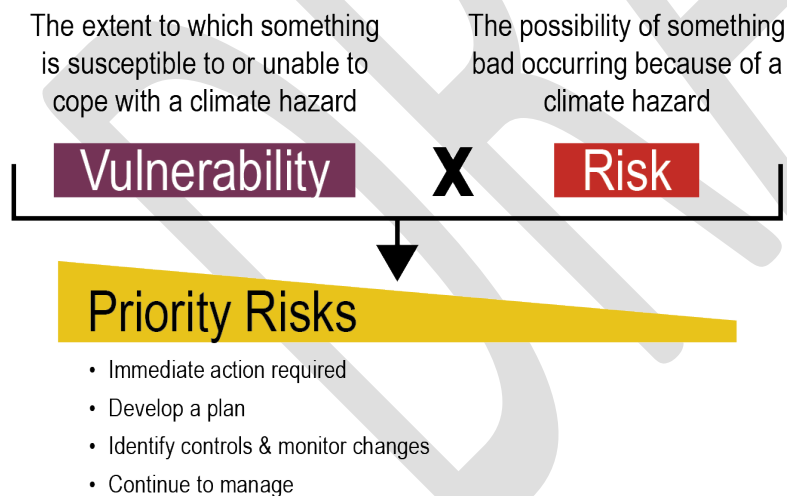 The extent to which something
is susceptible to or unable to
cope with a climate hazard
The possibility of something
bad occurring because of a
climate hazard
Vulnerability
X
Risk
Priority Risks
• Immediate action required
• Develop a plan
• Identify controls & monitor changes
• Continue to manage